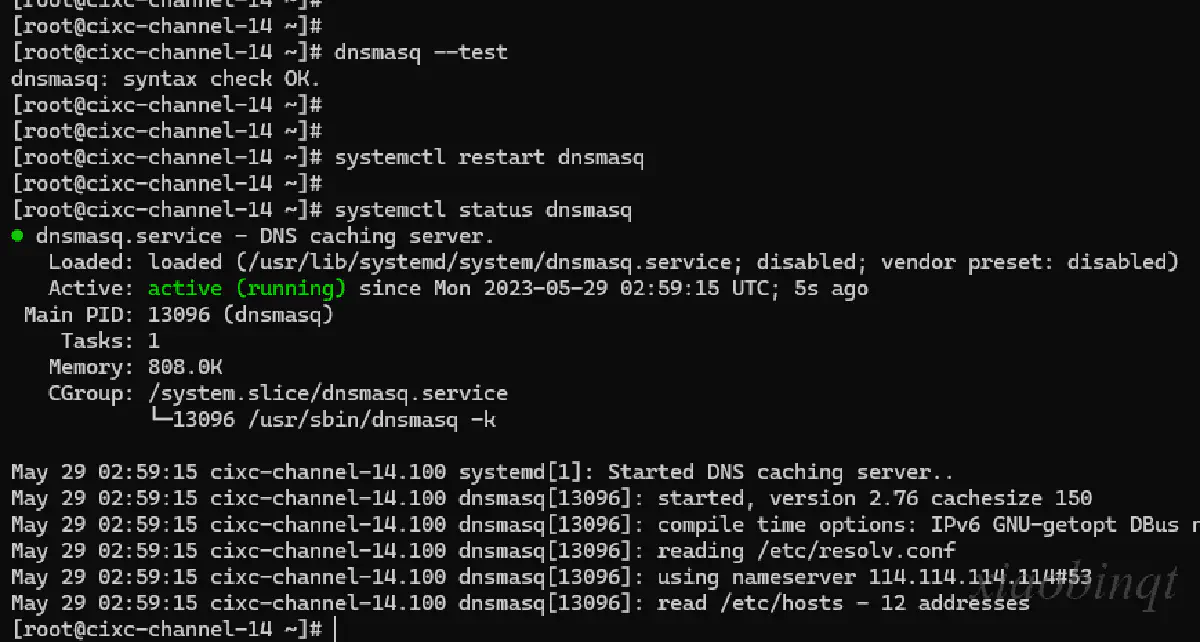 [root@cixc-channel-14 ~]#
[root@cixc-channel-14 ~]#
[root@cixc-channel-14 ~]# dnsmasq --test
dnsmasq: syntax check OK.
[root@cixc-channel-14 ~]#
[root@cixc-channel-14 ~]#
[root@cixc-channel-14 ~]# systemctl restart dnsmasq
[root@cixc-channel-14 ~]#
[root@cixc-channel-14 ~]# systemctl status dnsmasq
● dnsmasq.service - DNS caching server.
Loaded: loaded (/usr/lib/systemd/system/dnsmasq.service; disabled; vendor preset: disabled)
Active: active (running) since Mon 2023-05-29 02:59:15 UTC; 5s ago
Main PID: 13096 (dnsmasq)
Tasks: 1
Memory: 808.0K
CGroup: /system.slice/dnsmasq.service
└─13096 /usr/sbin/dnsmasq -k
May 29 02:59:15 cixc-channel-14.100 systemd[1]: Started DNS caching server..
May 29 02:59:15 cixc-channel-14.100 dnsmasq[13096]: started, version 2.76 cachesize 150
May 29 02:59:15 cixc-channel-14.100 dnsmasq[13096]: compile time options: IPv6 GNU-getopt DBus
May 29 02:59:15 cixc-channel-14.100 dnsmasq[13096]: reading /etc/resolv.conf
May 29 02:59:15 cixc-channel-14.100 dnsmasq[13096]: using nameserver 114.114.114.114#53
May 29 02:59:15 cixc-channel-14.100 dnsmasq[13096]: read /etc/hosts - 12 addresses
[root@cixc-channel-14 ~]#
xiaobinqt